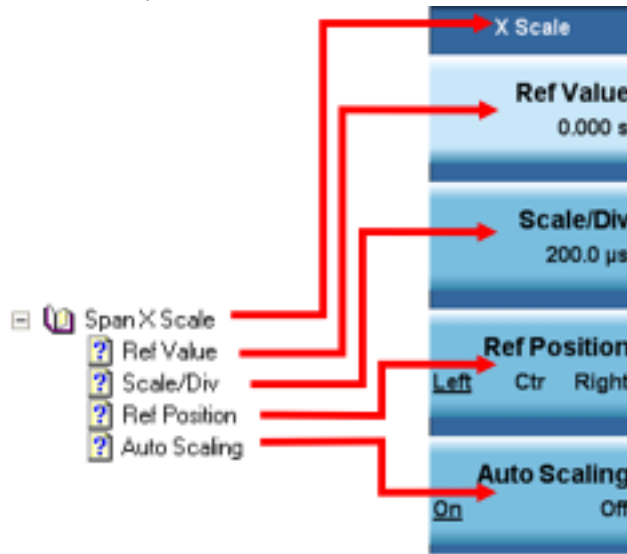 X Scale
Ref Value
0.000 s
Scale/Div
200.0 µs
Span X Scale
Ref Value
Scale/Div
Ref Position
Auto Scaling
Ref Position
Left Ctr Right
Auto Scaling
On Off